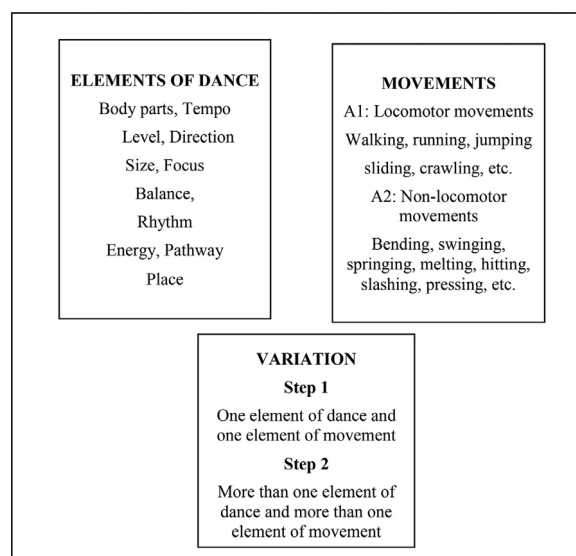 ELEMENTS OF DANCE
Body parts, Tempo
Level, Direction
Size, Focus
Balance,
Rhythm
Energy, Pathway
Place
MOVEMENTS
A1: Locomotor movements
Walking, running, jumping
sliding, crawling, etc.
A2: Non-locomotor
movements
Bending, swinging,
springing, melting, hitting,
slashing, pressing, etc.
VARIATION
Step 1
One element of dance and
one element of movement
Step 2
More than one element of
dance and more than one
element of movement